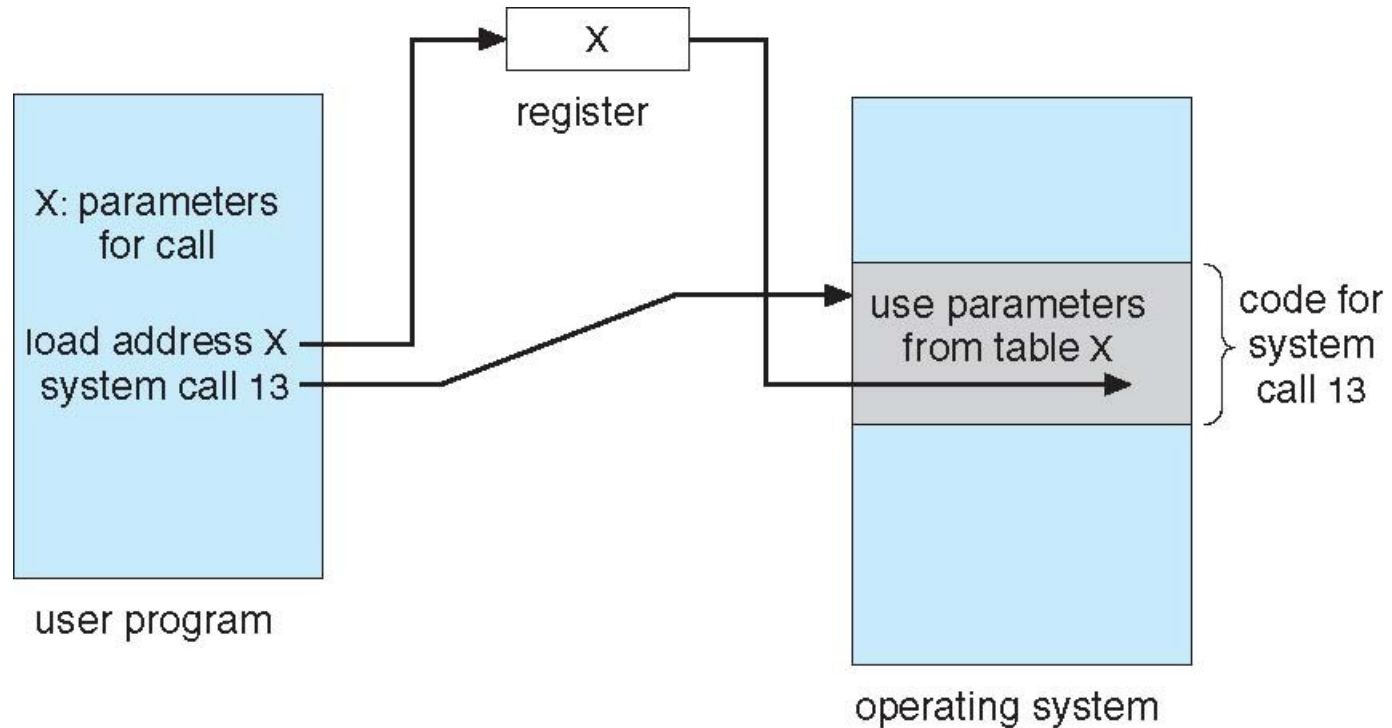 X
register
X: parameters
for call
load address X
system call 13
user program
use parameters
from table X
code for
system
call 13
operating system